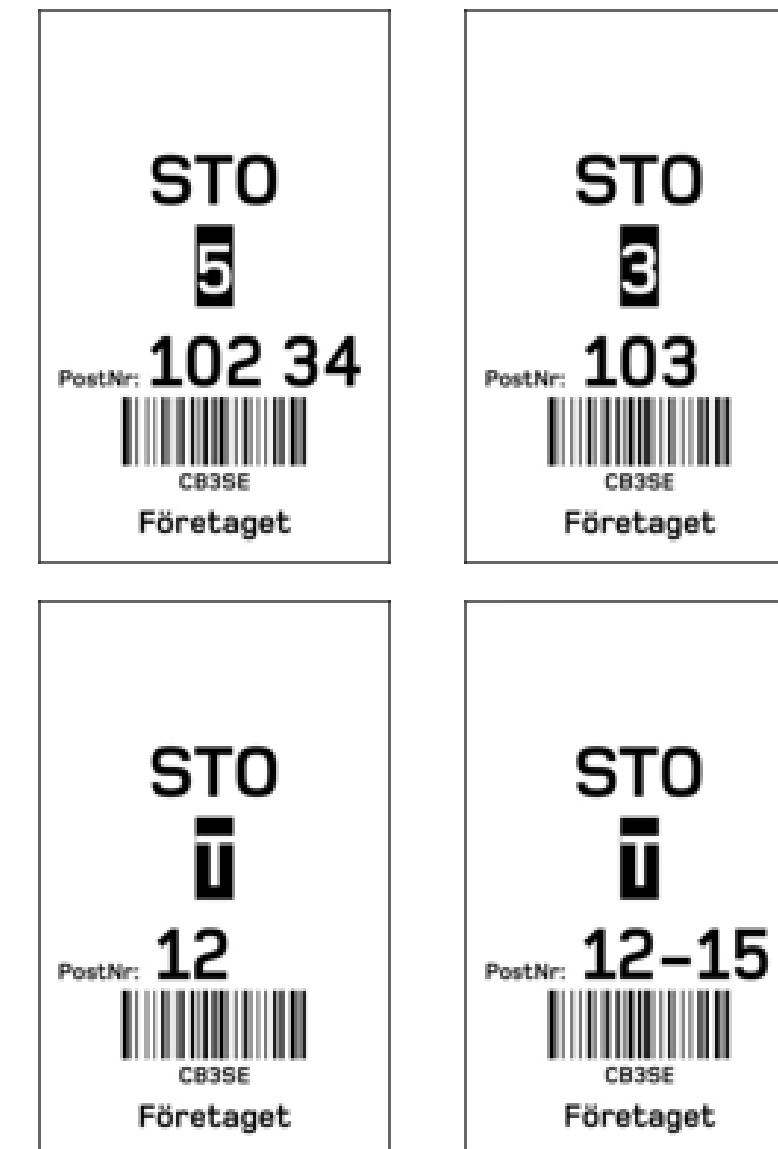 STO
5
PostNr: 102 34
CB3SE
Företaget
STO
3
PostNr: 103
CB3SE
Företaget
STO
T
PostNr: 12
CB3SE
Företaget
STO
T
PostNr: 12-15
CB3SE
Företaget